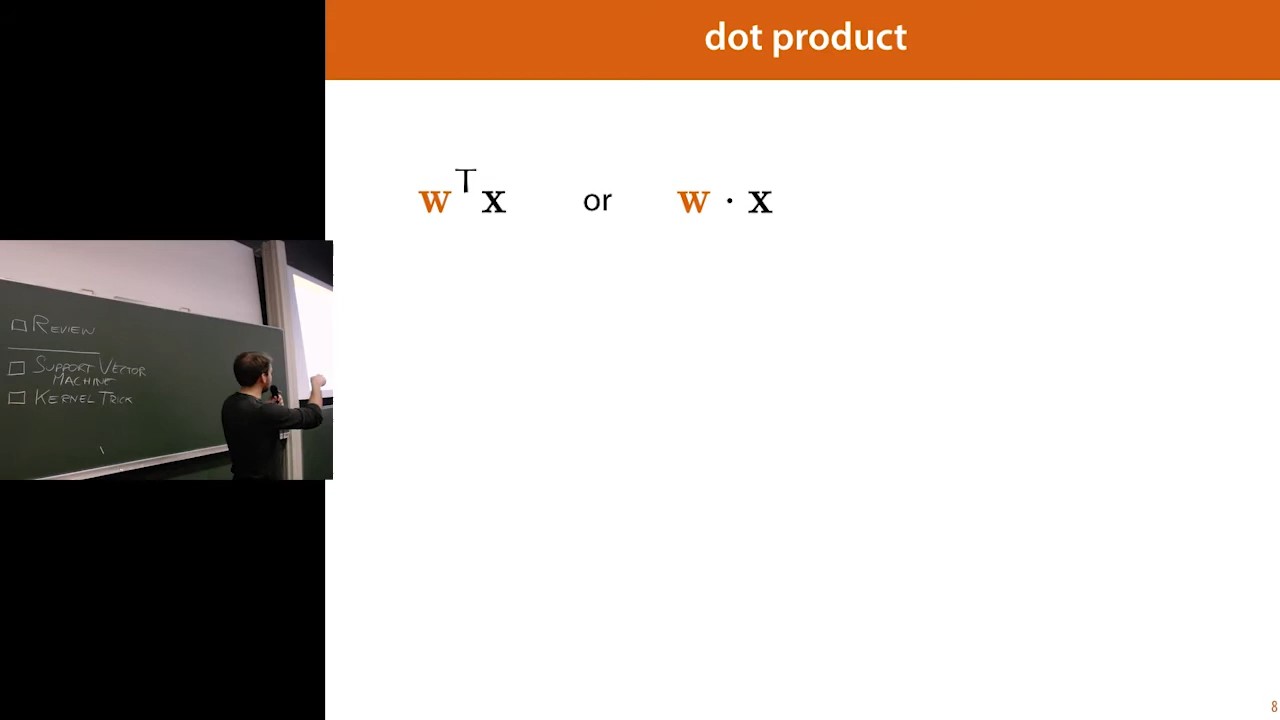 dot product
wᵀx or w · x
REVIEW
SUPPORT VECTOR
MACHINE
KERNEL TRICK
8